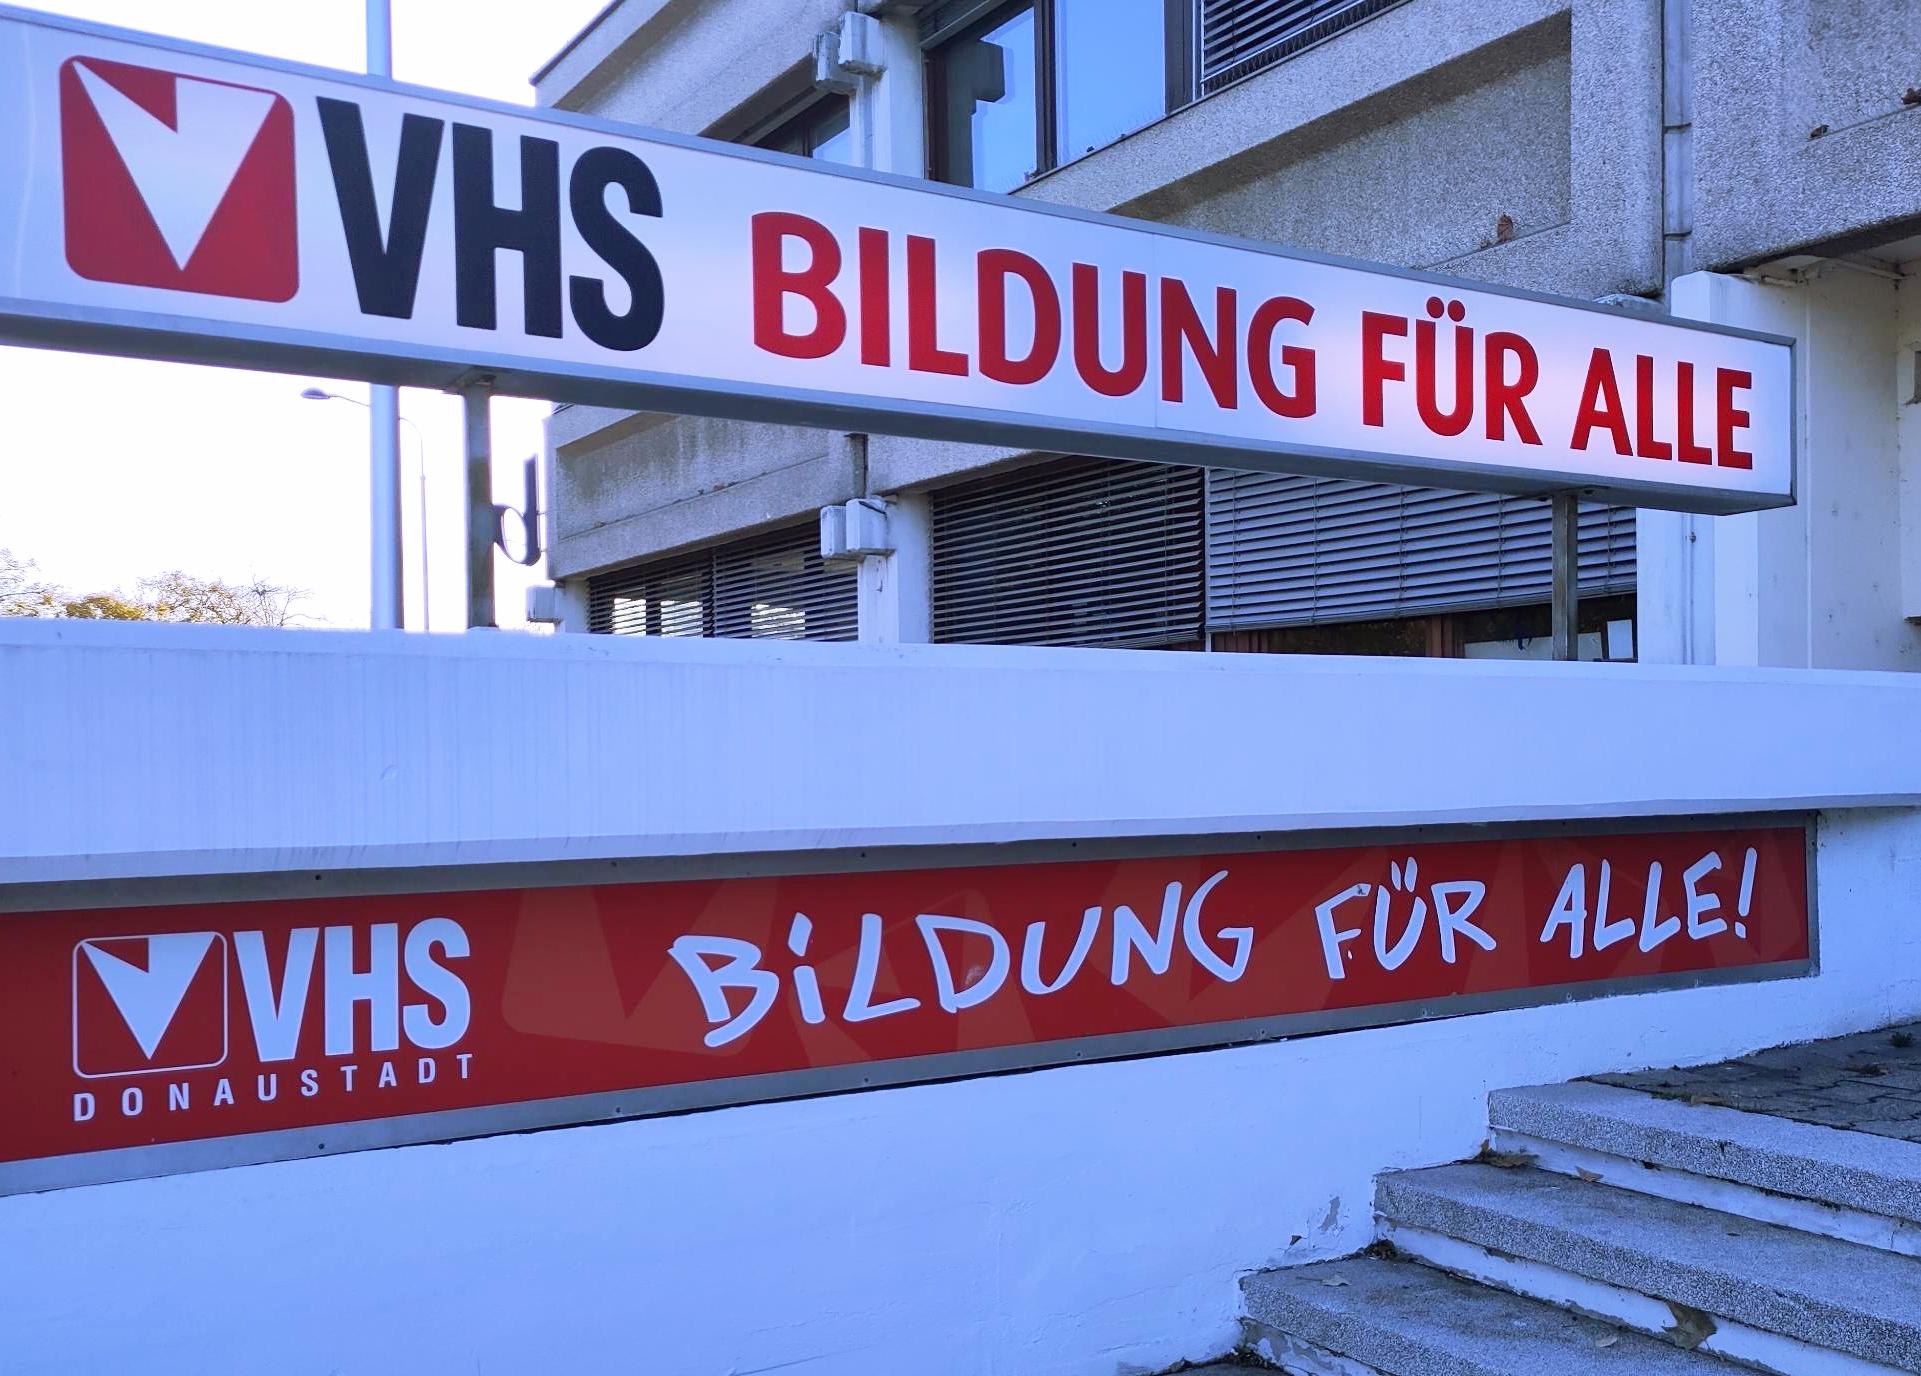 VHS BILDUNG FÜR ALLE
d
VHS BiLDUNG FÜR ALLE!
DONAUSTADT